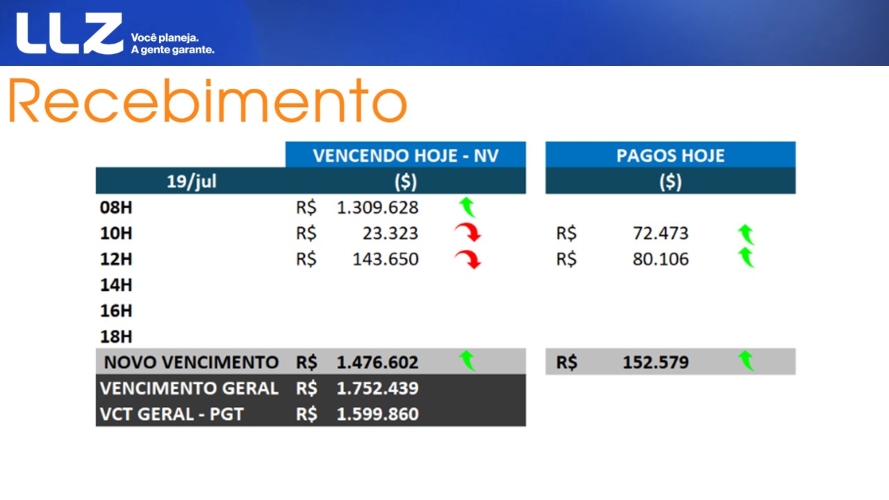 LLZ
Você planeja.
A gente garante.
Recebimento
VENCENDO HOJE - NV PAGOS HOJE
19/jul ($) ($)
08H R$ 1.309.628
10H R$ 23.323 R$ 72.473
12H R$ 143.650 R$ 80.106
14H
16H
18H
NOVO VENCIMENTO R$ 1.476.602 R$ 152.579
VENCIMENTO GERAL R$ 1.752.439
VCT GERAL - PGT R$ 1.599.860